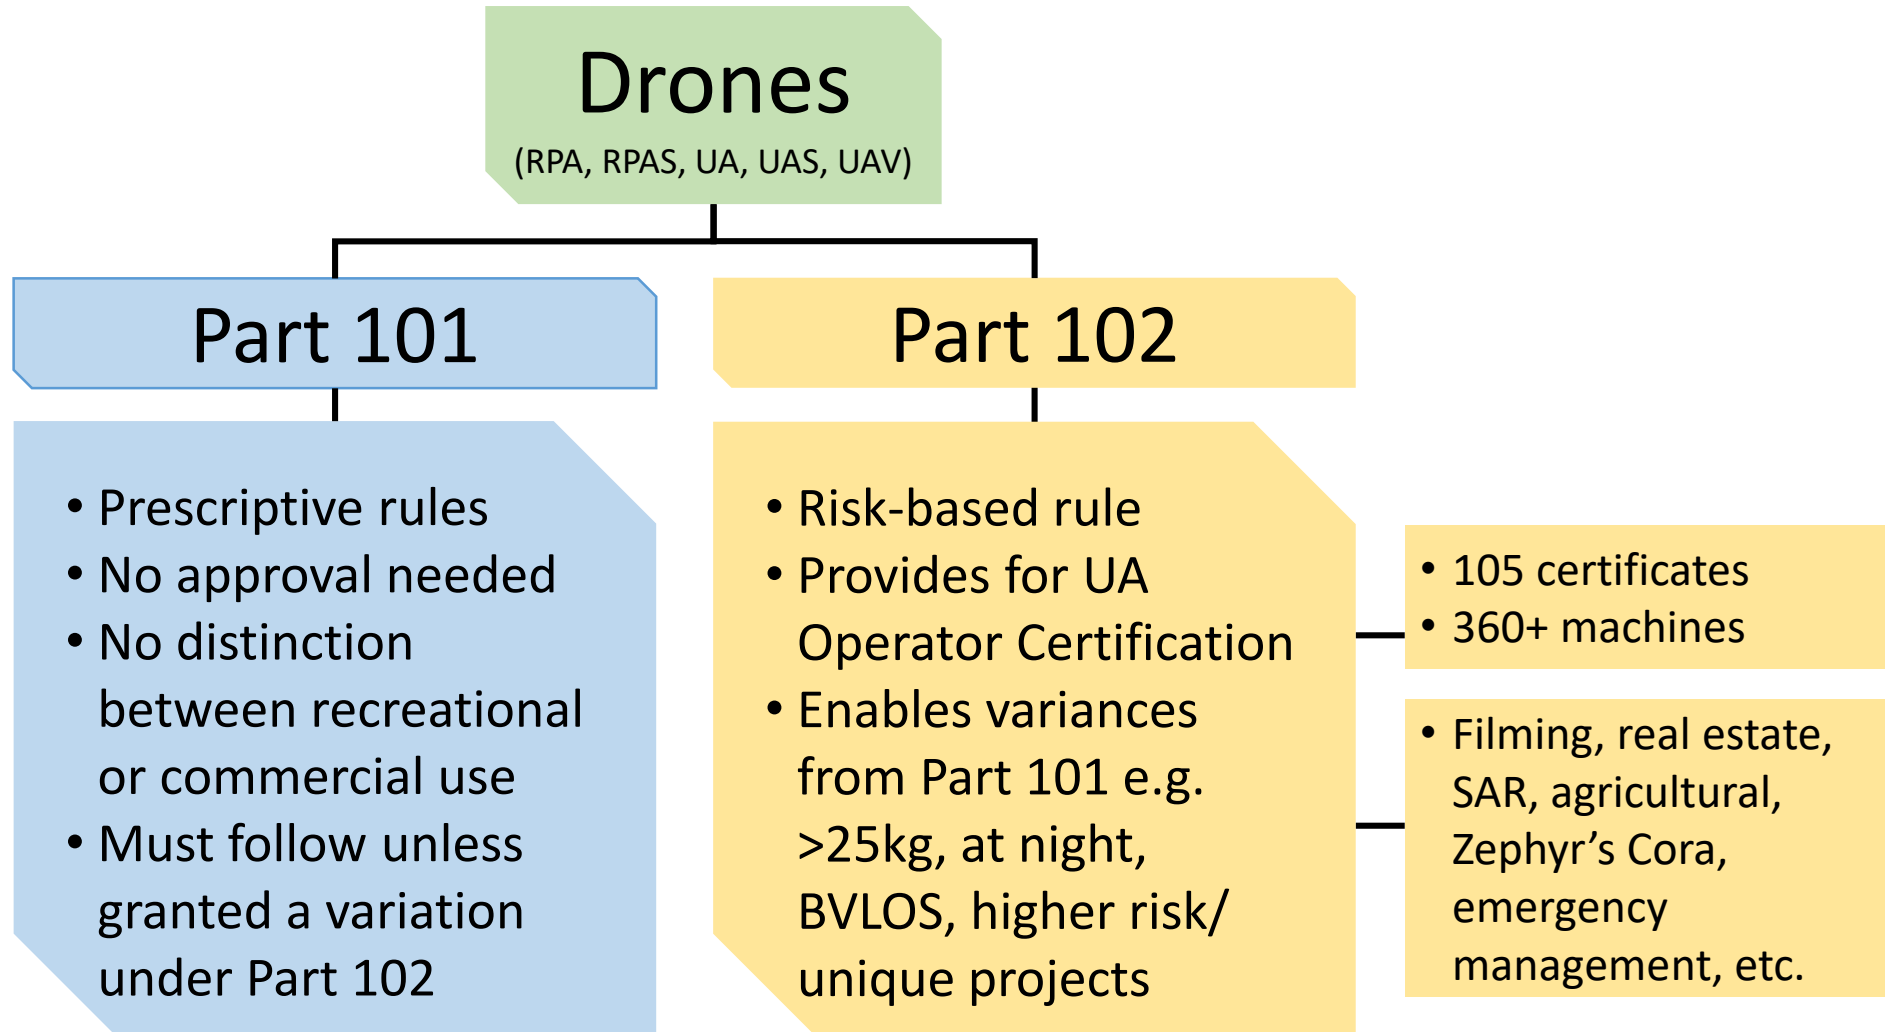 Drones
(RPA, RPAS, UA, UAS, UAV)
Part 101
• Prescriptive rules
• No approval needed
• No distinction
between recreational
or commercial use
• Must follow unless
granted a variation
under Part 102
Part 102
• Risk-based rule
• Provides for UA
Operator Certification
• Enables variances
from Part 101 e.g.
>25kg, at night,
BVLOS, higher risk/
unique projects
• 105 certificates
• 360+ machines
• Filming, real estate,
SAR, agricultural,
Zephyr’s Cora,
emergency
management, etc.